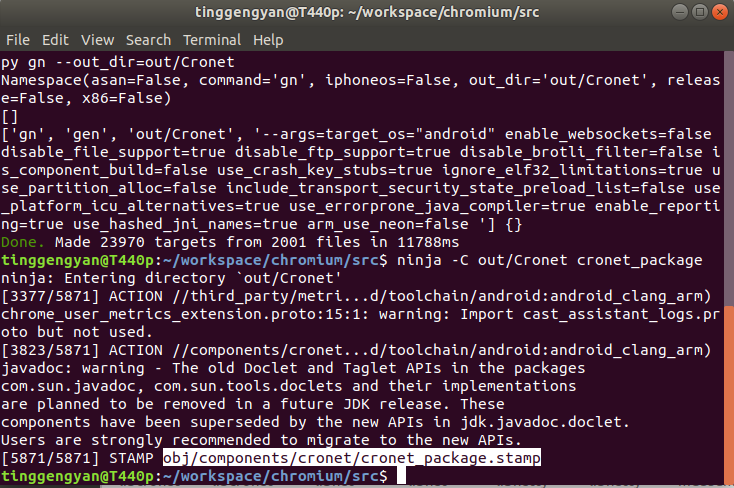 tinggengyan@T440p: ~/workspace/chromium/src
File Edit View Search Terminal Help
py gn --out_dir=out/Cronet
Namespace(asan=False, command='gn', iphoneos=False, out_dir='out/Cronet', releas
e=False, x86=False)
[]
['gn', 'gen', 'out/Cronet', '--args=target_os="android" enable_websockets=false
disable_file_support=true disable_ftp_support=true disable_brotli_filter=false i
s_component_build=false use_crash_key_stubs=true ignore_elf32_limitations=true u
se_partition_alloc=false include_transport_security_state_preload_list=false use
_platform_icu_alternatives=true use_errorprone_java_compiler=true enable_reporti
ng=true use_hashed_jni_names=true arm_use_neon=false '] {}
Done. Made 23970 targets from 2001 files in 11788ms
tinggengyan@T440p:~/workspace/chromium/src$ ninja -C out/Cronet cronet_package
ninja: Entering directory `out/Cronet'
[3377/5871] ACTION //third_party/metri...d/toolchain/android:android_clang_arm)
chrome_user_metrics_extension.proto:15:1: warning: Import cast_assistant_logs.pr
oto but not used.
[3823/5871] ACTION //components/cronet...d/toolchain/android:android_clang_arm)
javadoc: warning - The old Doclet and Taglet APIs in the packages
com.sun.javadoc, com.sun.tools.doclets and their implementations
are planned to be removed in a future JDK release. These
components have been superseded by the new APIs in jdk.javadoc.doclet.
Users are strongly recommended to migrate to the new APIs.
[5871/5871] STAMP obj/components/cronet/cronet_package.stamp
tinggengyan@T440p:~/workspace/chromium/src$